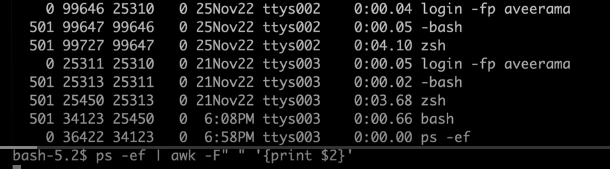 0 99646 25310 0 25Nov22 ttys002 0:00.04 login -fp aveerama
501 99647 99646 0 25Nov22 ttys002 0:00.05 -bash
501 99727 99647 0 25Nov22 ttys002 0:04.10 zsh
0 25311 25310 0 21Nov22 ttys003 0:00.05 login -fp aveerama
501 25313 25311 0 21Nov22 ttys003 0:00.02 -bash
501 25450 25313 0 21Nov22 ttys003 0:03.68 zsh
501 34123 25450 0 6:08PM ttys003 0:00.66 bash
0 36422 34123 0 6:58PM ttys003 0:00.00 ps -ef
bash-5.2$ ps -ef | awk -F" " '{print $2}'